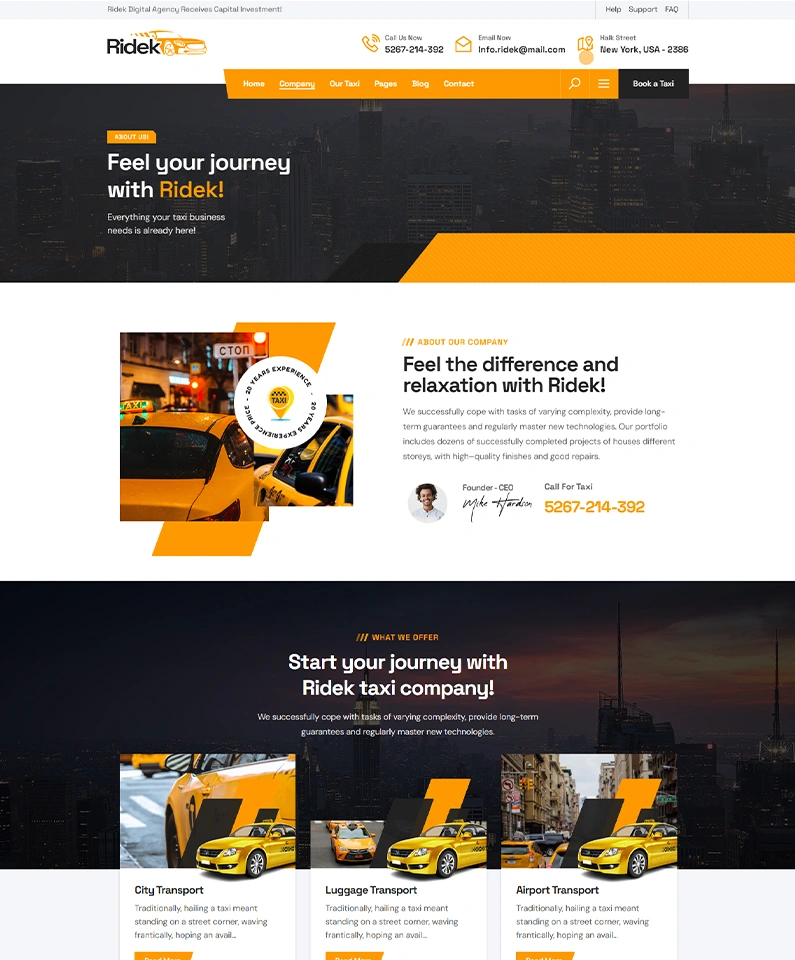 Ridek Digital Agency Receives Capital Investment!
Help Support FAQ
Ridek
Call Us Now
5267-214-392
Email Now
Info.ridek@mail.com
Halk Street
New York, USA - 2386
Home Company Our Taxi Pages Blog Contact
Book a Taxi
ABOUT US!
Feel your journey
with Ridek!
Everything your taxi business
needs is already here!
СТОП
TAXI
20 YEARS EXPERIENCE - 20 YEARS EXPERIENCE PRICE -
TAXI
/// ABOUT OUR COMPANY
Feel the difference and
relaxation with Ridek!
We successfully cope with tasks of varying complexity, provide long-
term guarantees and regularly master new technologies. Our portfolio
includes dozens of successfully completed projects of houses different
storeys, with high-quality finishes and good repairs.
Founder - CEO
Mike Hardson
Call For Taxi
5267-214-392
/// WHAT WE OFFER
Start your journey with
Ridek taxi company!
We successfully cope with tasks of varying complexity, provide long-term
guarantees and regularly master new technologies.
City Transport
Traditionally, hailing a taxi meant
standing on a street corner, waving
frantically, hoping an avail...
Read More
Luggage Transport
Traditionally, hailing a taxi meant
standing on a street corner, waving
frantically, hoping an avail...
Read More
Airport Transport
Traditionally, hailing a taxi meant
standing on a street corner, waving
frantically, hoping an avail...
Read More